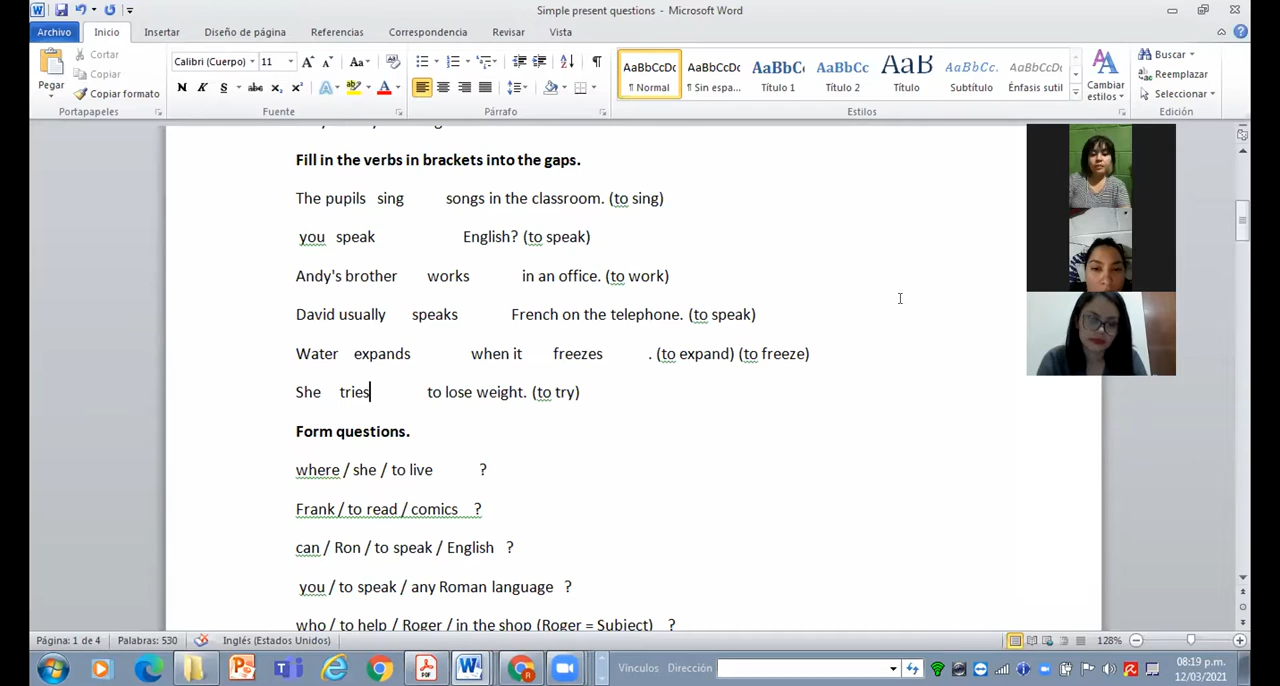 Simple present questions - Microsoft Word
Archivo Inicio Insertar Diseño de página Referencias Correspondencia Revisar Vista
Pegar
Cortar
Copiar
Copiar formato
Portapapeles
Calibri (Cuerpo) 11
N K S abc x₂ x²
Fuente
Párrafo
AaBbCcDc AaBbCcDc AaBbC AaBbCc AaB AaBbCc. AaBbCcDc
¶ Normal ¶ Sin espa... Título 1 Título 2 Título Subtítulo Énfasis sutil
Estilos
Cambiar estilos
Buscar
Reemplazar
Seleccionar
Edición
Fill in the verbs in brackets into the gaps.
The pupils sing songs in the classroom. (to sing)
you speak English? (to speak)
Andy's brother works in an office. (to work)
David usually speaks French on the telephone. (to speak)
Water expands when it freezes . (to expand) (to freeze)
She tries to lose weight. (to try)
Form questions.
where / she / to live ?
Frank / to read / comics ?
can / Ron / to speak / English ?
you / to speak / any Roman language ?
who / to help / Roger / in the shop (Roger = Subject) ?
Página: 1 de 4 Palabras: 530 Inglés (Estados Unidos) 128%
Vínculos Dirección
08:19 p.m.
12/03/2021